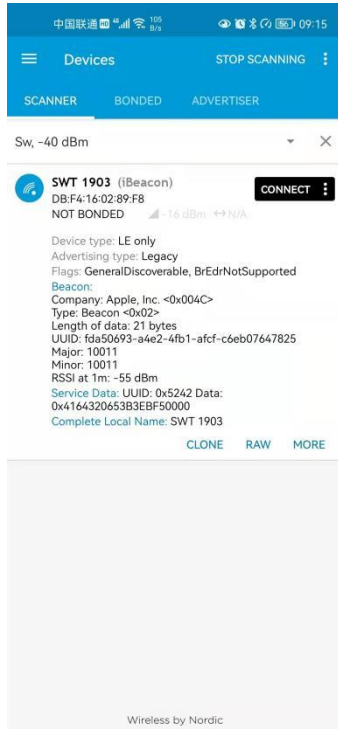 中国联通 HD 46 105 B/s 56 09:15
Devices STOP SCANNING
SCANNER BONDED ADVERTISER
Sw, -40 dBm
SWT 1903 (iBeacon)
CONNECT
DB:F4:16:02:89:F8
NOT BONDED -16 dBm ↔N/A
Device type: LE only
Advertising type: Legacy
Flags: GeneralDiscoverable, BrEdrNotSupported
Beacon:
Company: Apple, Inc. <0x004C>
Type: Beacon <0x02>
Length of data: 21 bytes
UUID: fda50693-a4e2-4fb1-afcf-c6eb07647825
Major: 10011
Minor: 10011
RSSI at 1m: -55 dBm
Service Data: UUID: 0x5242 Data:
0x4164320653B3EBF50000
Complete Local Name: SWT 1903
CLONE RAW MORE
Wireless by Nordic